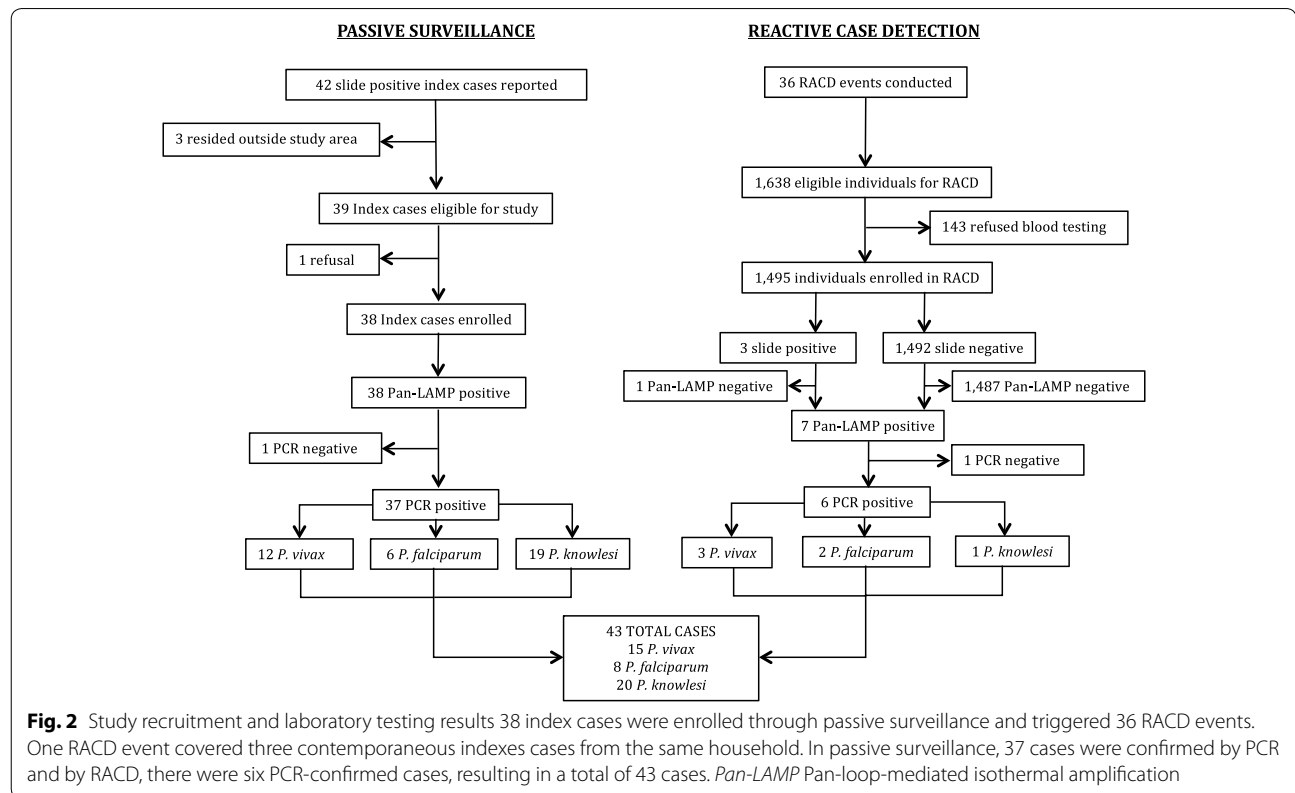 PASSIVE SURVEILLANCE
42 slide positive index cases reported
3 resided outside study area
39 Index cases eligible for study
1 refusal
38 Index cases enrolled
38 Pan-LAMP positive
1 PCR negative
37 PCR positive
12 P. vivax
6 P. falciparum
19 P. knowlesi
REACTIVE CASE DETECTION
36 RACD events conducted
1,638 eligible individuals for RACD
143 refused blood testing
1,495 individuals enrolled in RACD
3 slide positive
1,492 slide negative
1 Pan-LAMP negative
1,487 Pan-LAMP negative
7 Pan-LAMP positive
1 PCR negative
6 PCR positive
3 P. vivax
2 P. falciparum
1 P. knowlesi
43 TOTAL CASES
15 P. vivax
8 P. falciparum
20 P. knowlesi
Fig. 2 Study recruitment and laboratory testing results 38 index cases were enrolled through passive surveillance and triggered 36 RACD events.
One RACD event covered three contemporaneous indexes cases from the same household. In passive surveillance, 37 cases were confirmed by PCR
and by RACD, there were six PCR-confirmed cases, resulting in a total of 43 cases. Pan-LAMP Pan-loop-mediated isothermal amplification